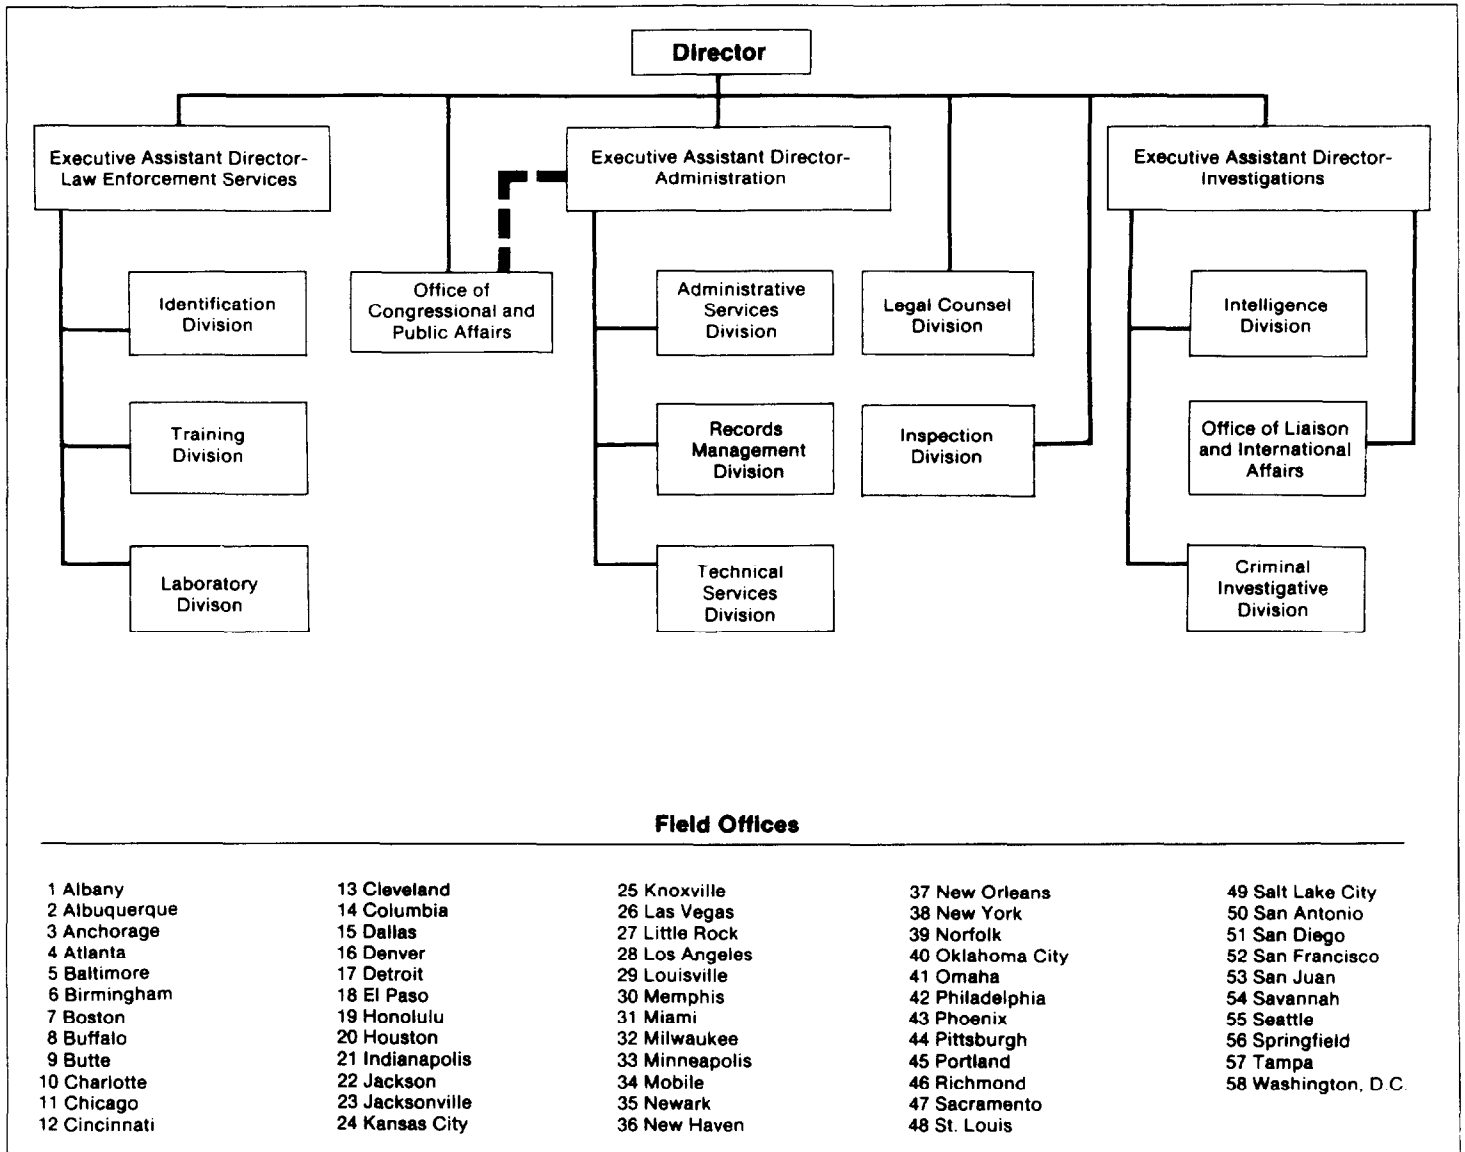 Director
Executive Assistant Director-
Law Enforcement Services
Executive Assistant Director-
Administration
Executive Assistant Director-
Investigations
Identification
Division
Office of
Congressional and
Public Affairs
Administrative
Services
Division
Legal Counsel
Division
Intelligence
Division
Training
Division
Records
Management
Division
Inspection
Division
Office of Liaison
and International
Affairs
Laboratory
Divison
Technical
Services
Division
Criminal
Investigative
Division
Field Offices
1 Albany
2 Albuquerque
3 Anchorage
4 Atlanta
5 Baltimore
6 Birmingham
7 Boston
8 Buffalo
9 Butte
10 Charlotte
11 Chicago
12 Cincinnati
13 Cleveland
14 Columbia
15 Dallas
16 Denver
17 Detroit
18 El Paso
19 Honolulu
20 Houston
21 Indianapolis
22 Jackson
23 Jacksonville
24 Kansas City
25 Knoxville
26 Las Vegas
27 Little Rock
28 Los Angeles
29 Louisville
30 Memphis
31 Miami
32 Milwaukee
33 Minneapolis
34 Mobile
35 Newark
36 New Haven
37 New Orleans
38 New York
39 Norfolk
40 Oklahoma City
41 Omaha
42 Philadelphia
43 Phoenix
44 Pittsburgh
45 Portland
46 Richmond
47 Sacramento
48 St. Louis
49 Salt Lake City
50 San Antonio
51 San Diego
52 San Francisco
53 San Juan
54 Savannah
55 Seattle
56 Springfield
57 Tampa
58 Washington, D.C.